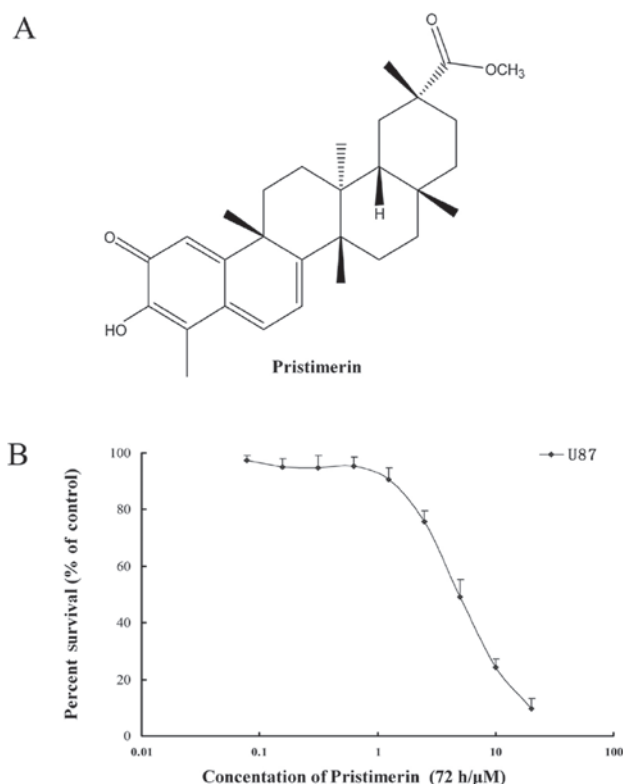 A
O
OCH3
H
O
HO
Pristimerin
B
U87
Percent survival (% of control)
100
80
60
40
20
0
0.01
0.1
1
10
100
Concentation of Pristimerin (72 h/μM)